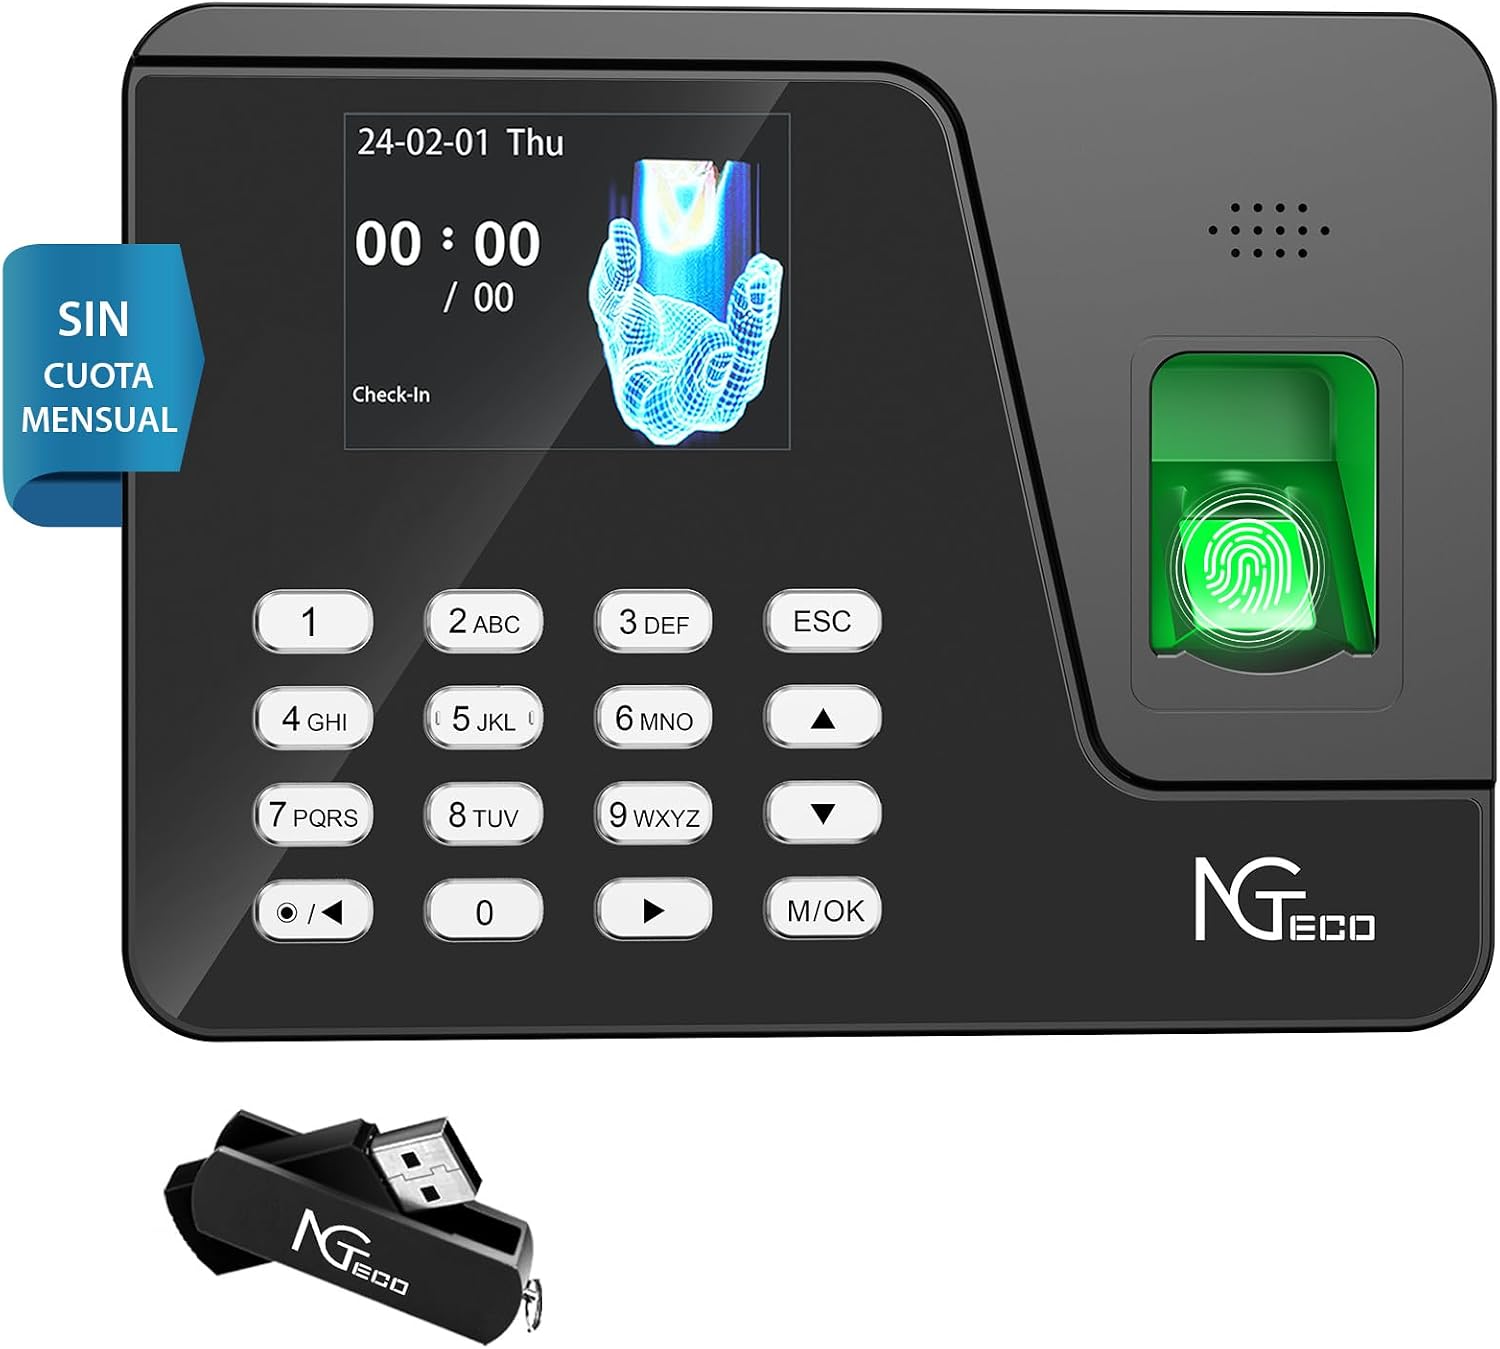 24-02-01 Thu
00 : 00
/ 00
Check-In
SIN
CUOTA
MENSUAL
1 2 ABC 3 DEF ESC
4 GHI 5 JKL 6 MNO ▲
7 PQRS 8 TUV 9 WXYZ ▼
◉/◀ 0 ▶ M/OK
NGTECO
NGTECO